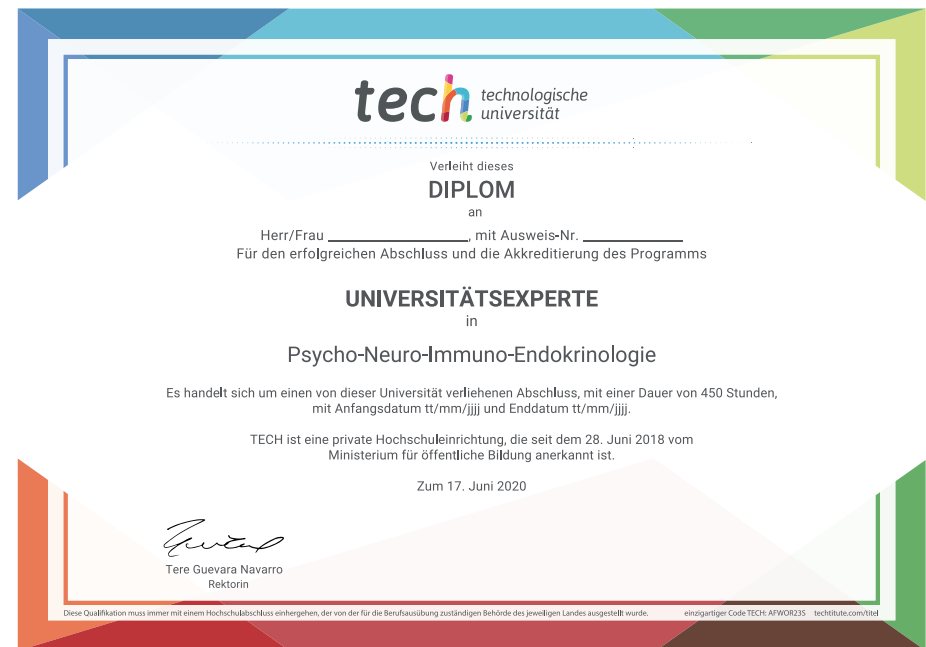 tech technologische
universität
Verleiht dieses
DIPLOM
an
Herr/Frau ____________, mit Ausweis-Nr. ____________
Für den erfolgreichen Abschluss und die Akkreditierung des Programms
UNIVERSITÄTSEXPERTE
in
Psycho-Neuro-Immuno-Endokrinologie
Es handelt sich um einen von dieser Universität verliehenen Abschluss, mit einer Dauer von 450 Stunden,
mit Anfangsdatum tt/mm/jjjj und Enddatum tt/mm/jjjj.
TECH ist eine private Hochschuleinrichtung, die seit dem 28. Juni 2018 vom
Ministerium für öffentliche Bildung anerkannt ist.
Zum 17. Juni 2020
Tere Guevara Navarro
Rektorin
Diese Qualifikation muss immer mit einem Hochschulabschluss einhergehen, der von der für die Berufsausübung zuständigen Behörde des jeweiligen Landes ausgestellt wurde. einzigartiger Code TECH: AFWOR23S techtitute.com/titel